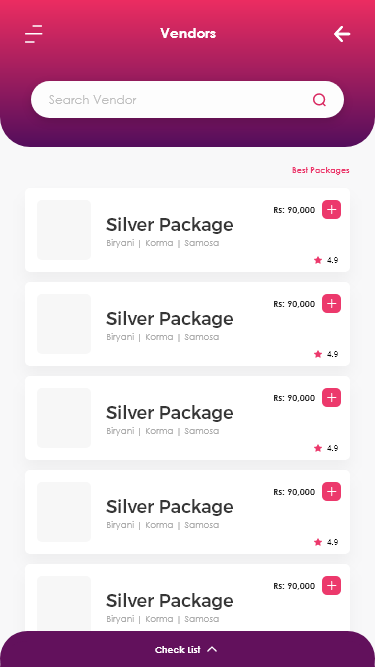 Vendors
Search Vendor
Best Packages
Rs: 90,000
Silver Package
Biryani | Korma | Samosa
4.9
Rs: 90,000
Silver Package
Biryani | Korma | Samosa
4.9
Rs: 90,000
Silver Package
Biryani | Korma | Samosa
4.9
Rs: 90,000
Silver Package
Biryani | Korma | Samosa
4.9
Rs: 90,000
Silver Package
Biryani | Korma | Samosa
Check List